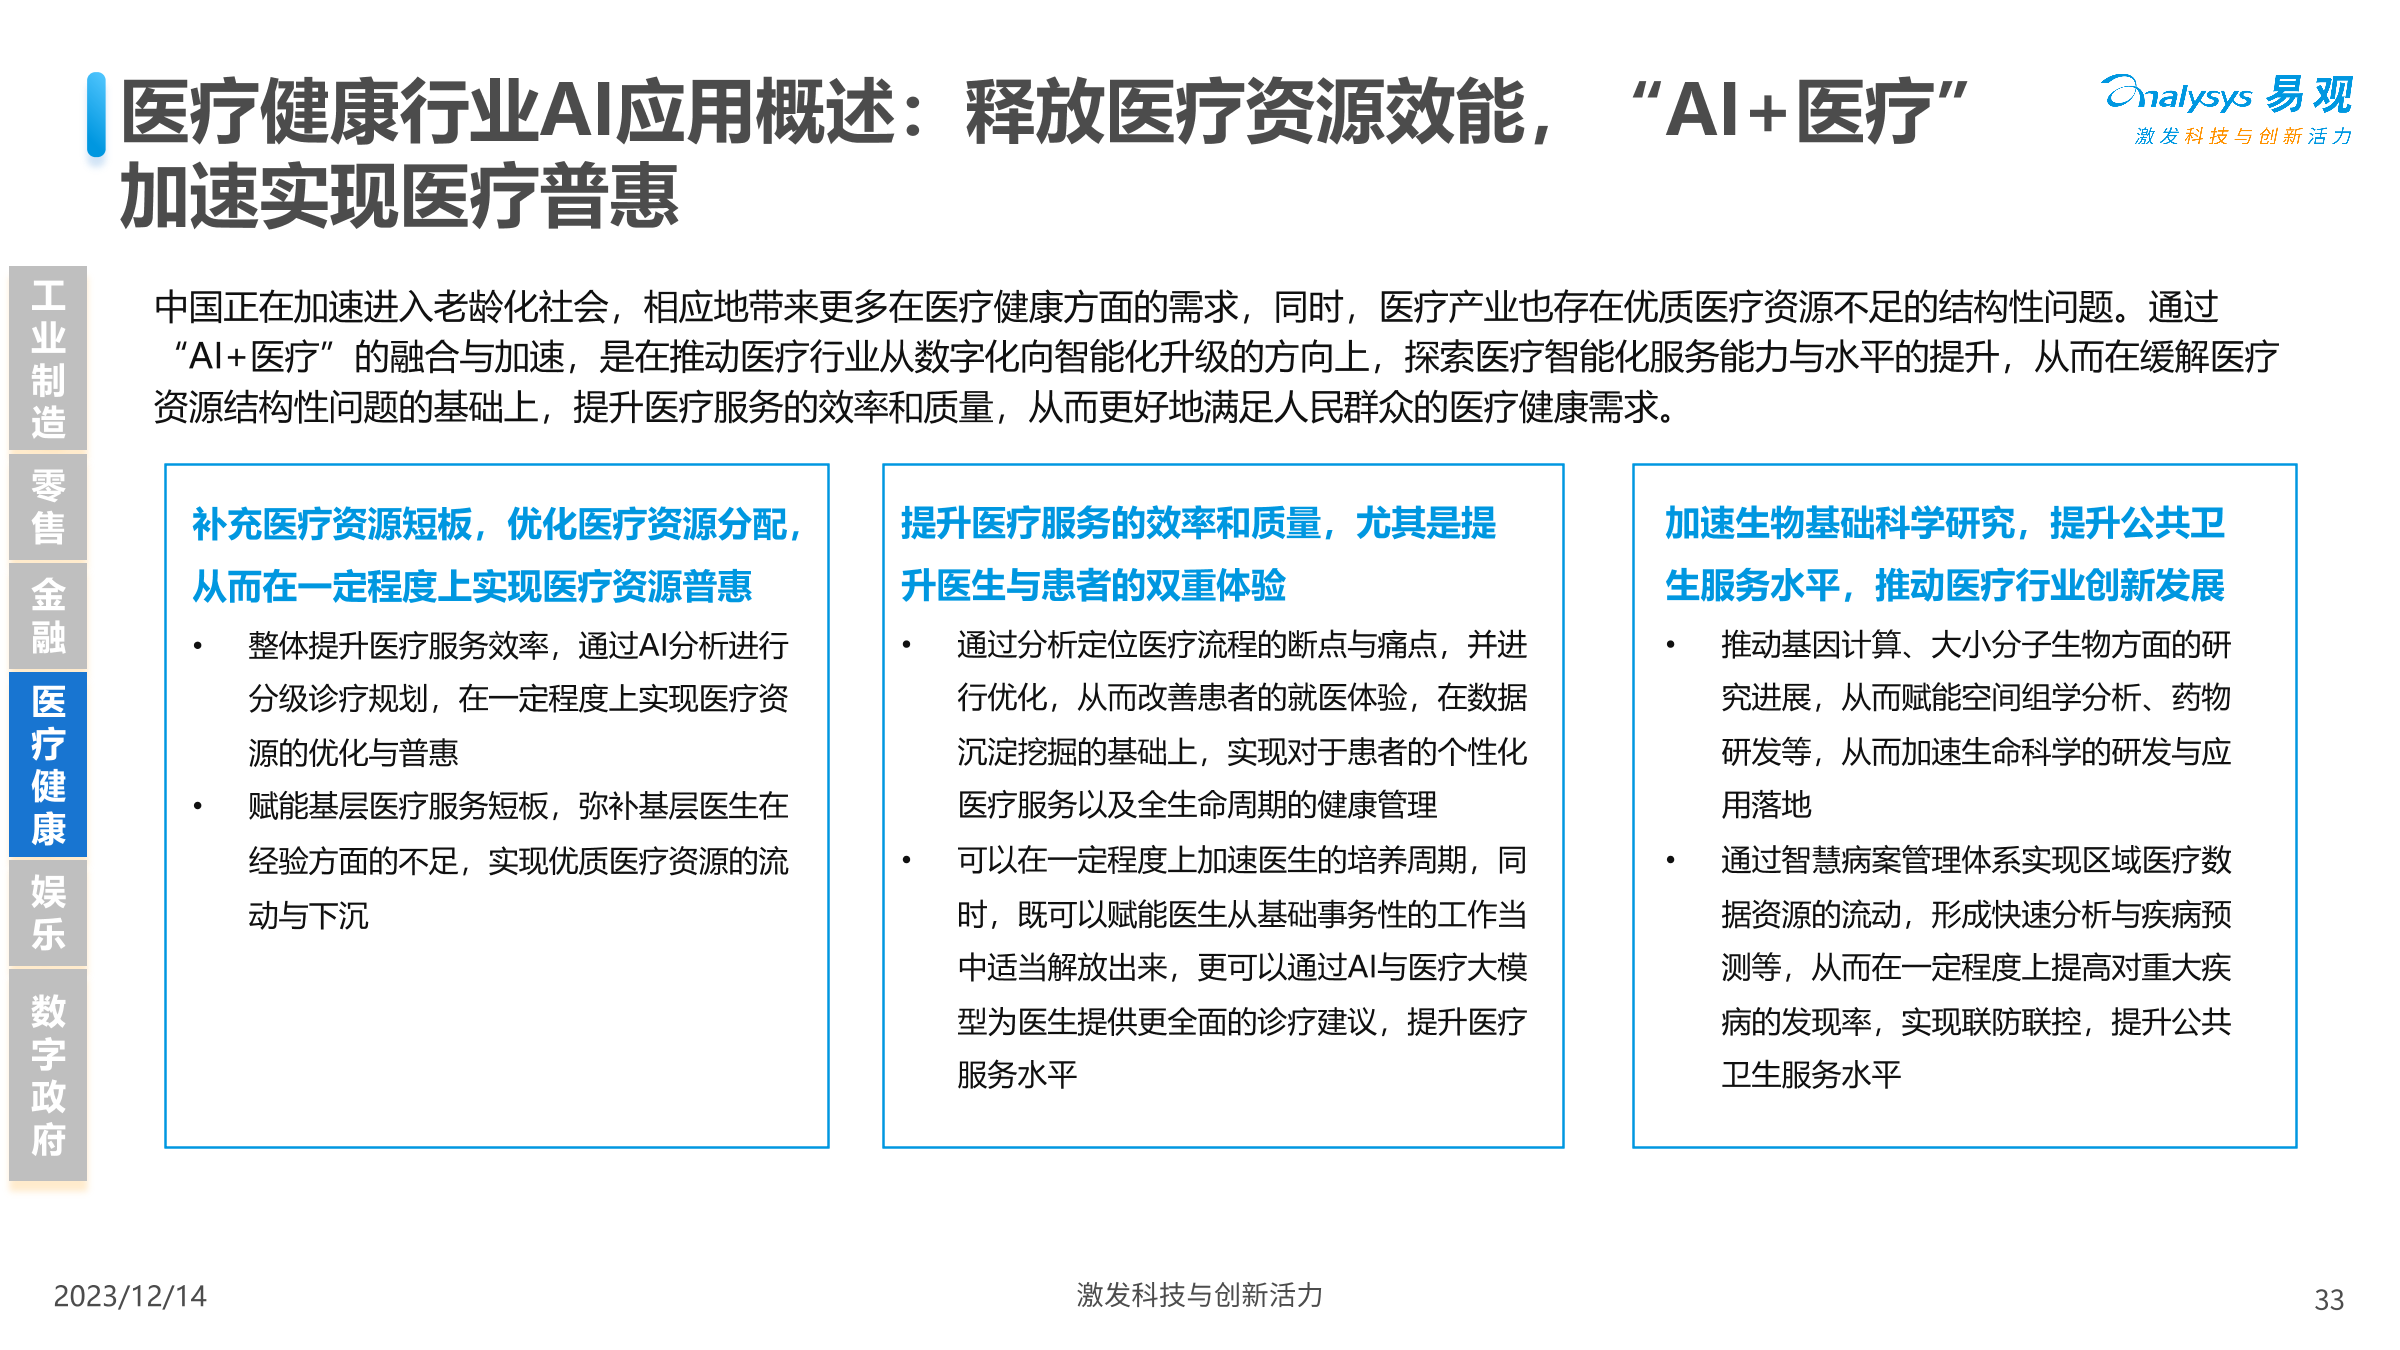 医疗健康行业AI应用概述：释放医疗资源效能，“AI+医疗”
加速实现医疗普惠
analysys 易观
激发科技与创新活力
工业制造
零售
金融
医疗健康
娱乐
数字政府
中国正在加速进入老龄化社会，相应地带来更多在医疗健康方面的需求，同时，医疗产业也存在优质医疗资源不足的结构性问题。通过
“AI+医疗”的融合与加速，是在推动医疗行业从数字化向智能化升级的方向上，探索医疗智能化服务能力与水平的提升，从而在缓解医疗
资源结构性问题的基础上，提升医疗服务的效率和质量，从而更好地满足人民群众的医疗健康需求。
补充医疗资源短板，优化医疗资源分配，
从而在一定程度上实现医疗资源普惠
• 整体提升医疗服务效率，通过AI分析进行
分级诊疗规划，在一定程度上实现医疗资
源的优化与普惠
• 赋能基层医疗服务短板，弥补基层医生在
经验方面的不足，实现优质医疗资源的流
动与下沉
提升医疗服务的效率和质量，尤其是提
升医生与患者的双重体验
• 通过分析定位医疗流程的断点与痛点，并进
行优化，从而改善患者的就医体验，在数据
沉淀挖掘的基础上，实现对于患者的个性化
医疗服务以及全生命周期的健康管理
• 可以在一定程度上加速医生的培养周期，同
时，既可以赋能医生从基础事务性的工作当
中适当解放出来，更可以通过AI与医疗大模
型为医生提供更全面的诊疗建议，提升医疗
服务水平
加速生物基础科学研究，提升公共卫
生服务水平，推动医疗行业创新发展
• 推动基因计算、大小分子生物方面的研
究进展，从而赋能空间组学分析、药物
研发等，从而加速生命科学的研发与应
用落地
• 通过智慧病案管理体系实现区域医疗数
据资源的流动，形成快速分析与疾病预
测等，从而在一定程度上提高对重大疾
病的发现率，实现联防联控，提升公共
卫生服务水平
2023/12/14
激发科技与创新活力
33